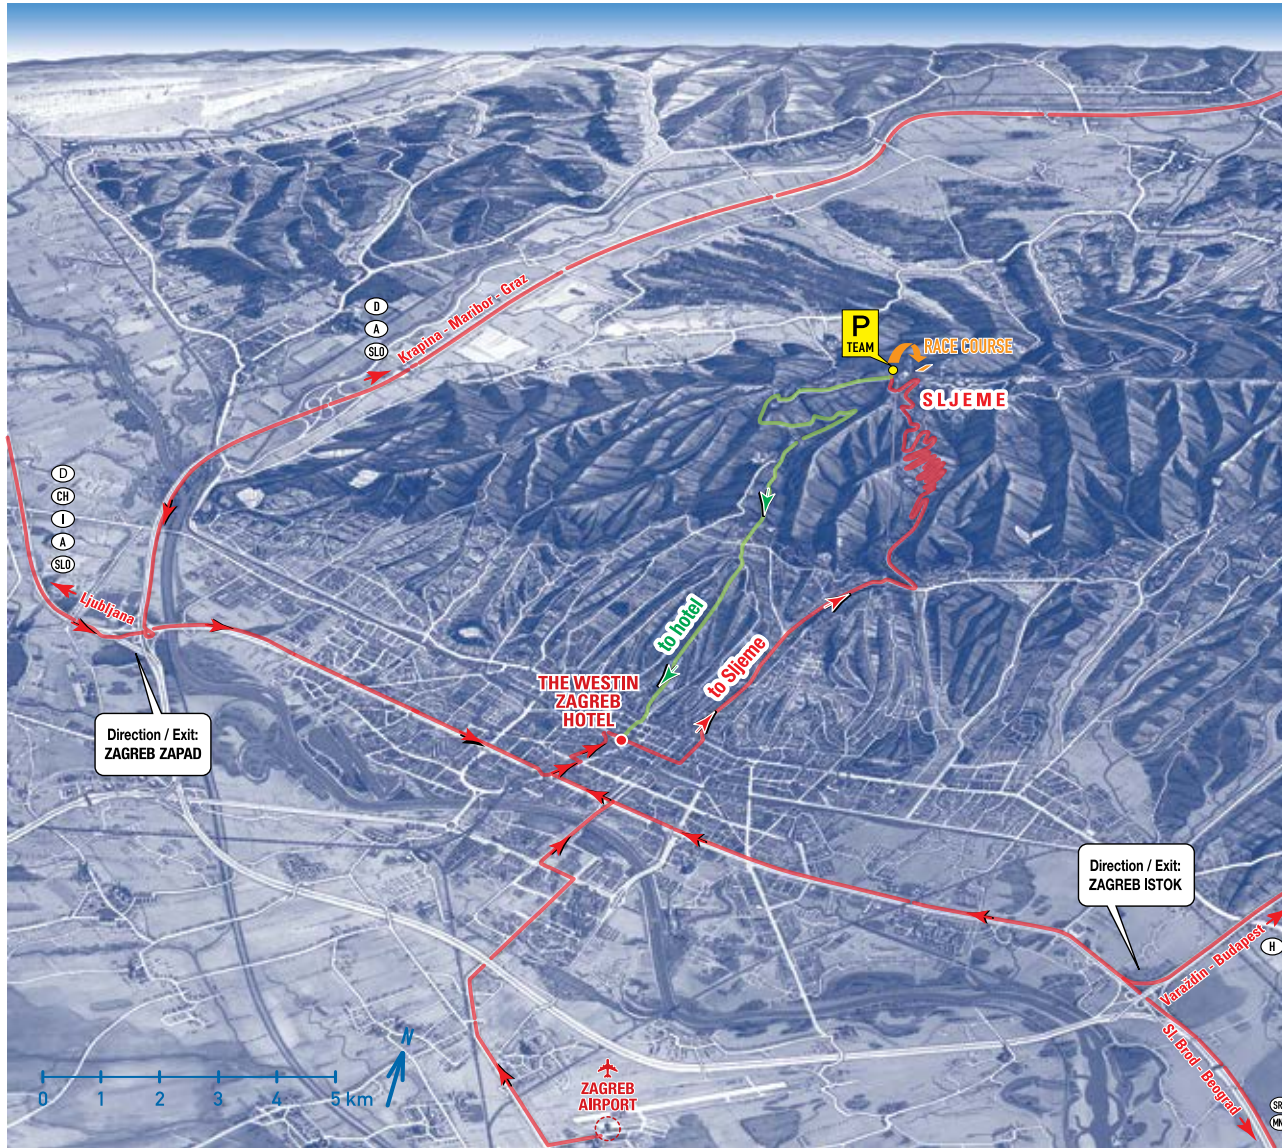 P
TEAM
RACE COURSE
SLJEME
D
A
SLO
Krapina - Maribor - Graz
D
CH
I
A
SLO
Ljubljana
to hotel
to Sljeme
THE WESTIN
ZAGREB
HOTEL
Direction / Exit:
ZAGREB ZAPAD
Direction / Exit:
ZAGREB ISTOK
Varaždin - Budapest
H
Sl. Brod - Beograd
N
0 1 2 3 4 5 km
ZAGREB
AIRPORT